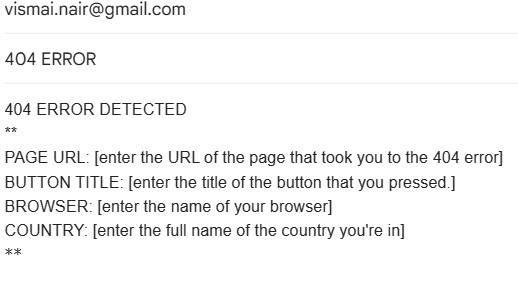 vismai.nair@gmail.com
404 ERROR
404 ERROR DETECTED
**
PAGE URL: [enter the URL of the page that took you to the 404 error]
BUTTON TITLE: [enter the title of the button that you pressed.]
BROWSER: [enter the name of your browser]
COUNTRY: [enter the full name of the country you're in]
**